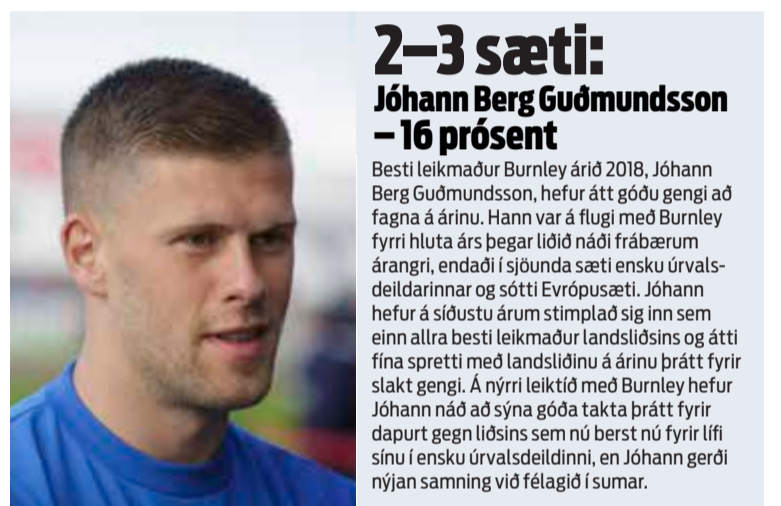 2–3 sæti:
Jóhann Berg Guðmundsson
– 16 prósent
Besti leikmaður Burnley árið 2018, Jóhann
Berg Guðmundsson, hefur átt góðu gengi að
fagna á árinu. Hann var á flugi með Burnley
fyrri hluta árs þegar liðið náði frábærum
árangri, endaði í sjöunda sæti ensku úrvals-
deildarinnar og sótti Evrópusæti. Jóhann
hefur á síðustu árum stimplað sig inn sem
einn allra besti leikmaður landsliðsins og átti
fína spretti með landsliðinu á árinu þrátt fyrir
slakt gengi. Á nýrri leiktíð með Burnley hefur
Jóhann náð að sýna góða takta þrátt fyrir
dapurt gegn liðsins sem nú berst nú fyrir lífi
sínu í ensku úrvalsdeildinni, en Jóhann gerði
nýjan samning við félagið í sumar.